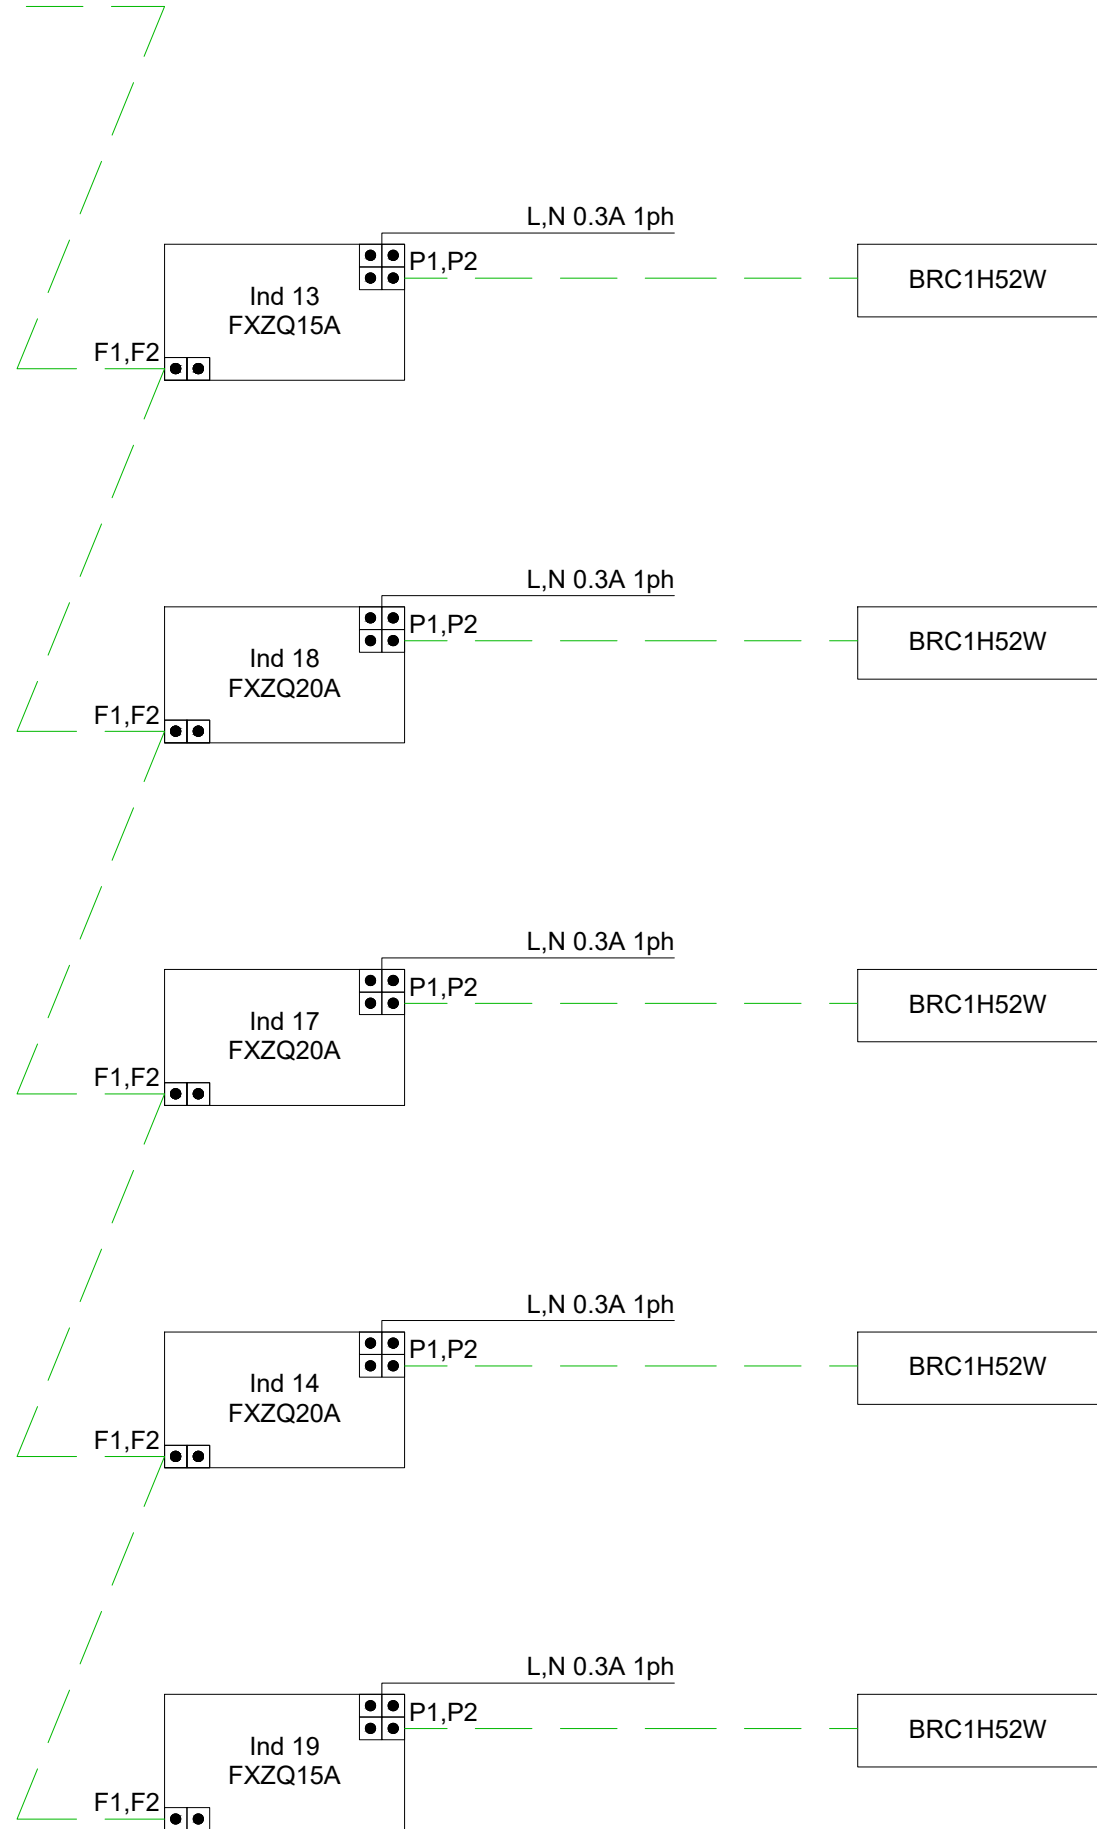 L,N 0.3A 1ph
P1,P2
Ind 13
FXZQ15A
BRC1H52W
F1,F2
L,N 0.3A 1ph
P1,P2
Ind 18
FXZQ20A
BRC1H52W
F1,F2
L,N 0.3A 1ph
P1,P2
Ind 17
FXZQ20A
BRC1H52W
F1,F2
L,N 0.3A 1ph
P1,P2
Ind 14
FXZQ20A
BRC1H52W
F1,F2
L,N 0.3A 1ph
P1,P2
Ind 19
FXZQ15A
BRC1H52W
F1,F2